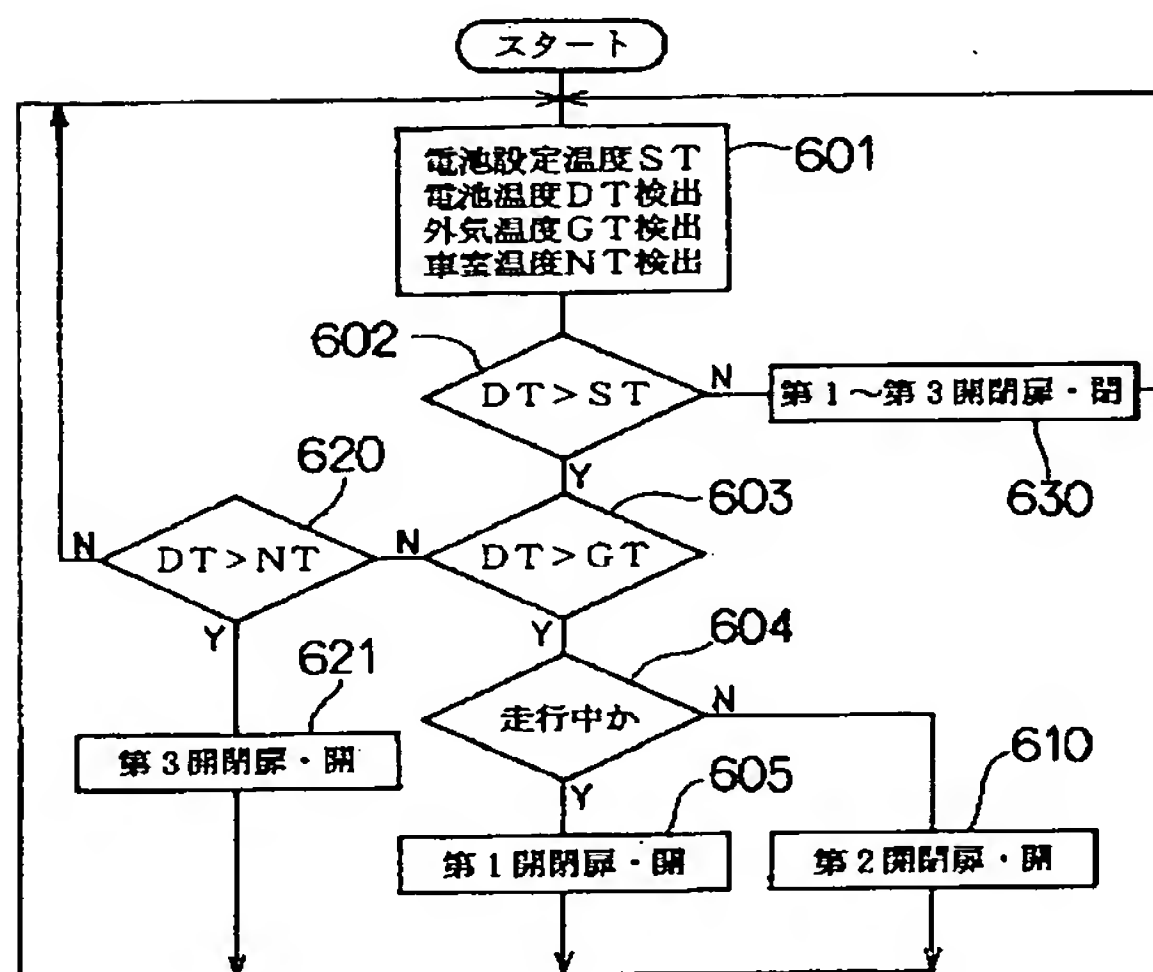 スタート
電池設定温度ST
電池温度DT検出
外気温度GT検出
車室温度NT検出
601
602
DT>ST
N
第1~第3開閉扉・閉
630
Y
620
603
N
DT>NT
N
DT>GT
Y
Y
604
621
走行中か
N
第3開閉扉・開
610
605
Y
第1開閉扉・開
第2開閉扉・開